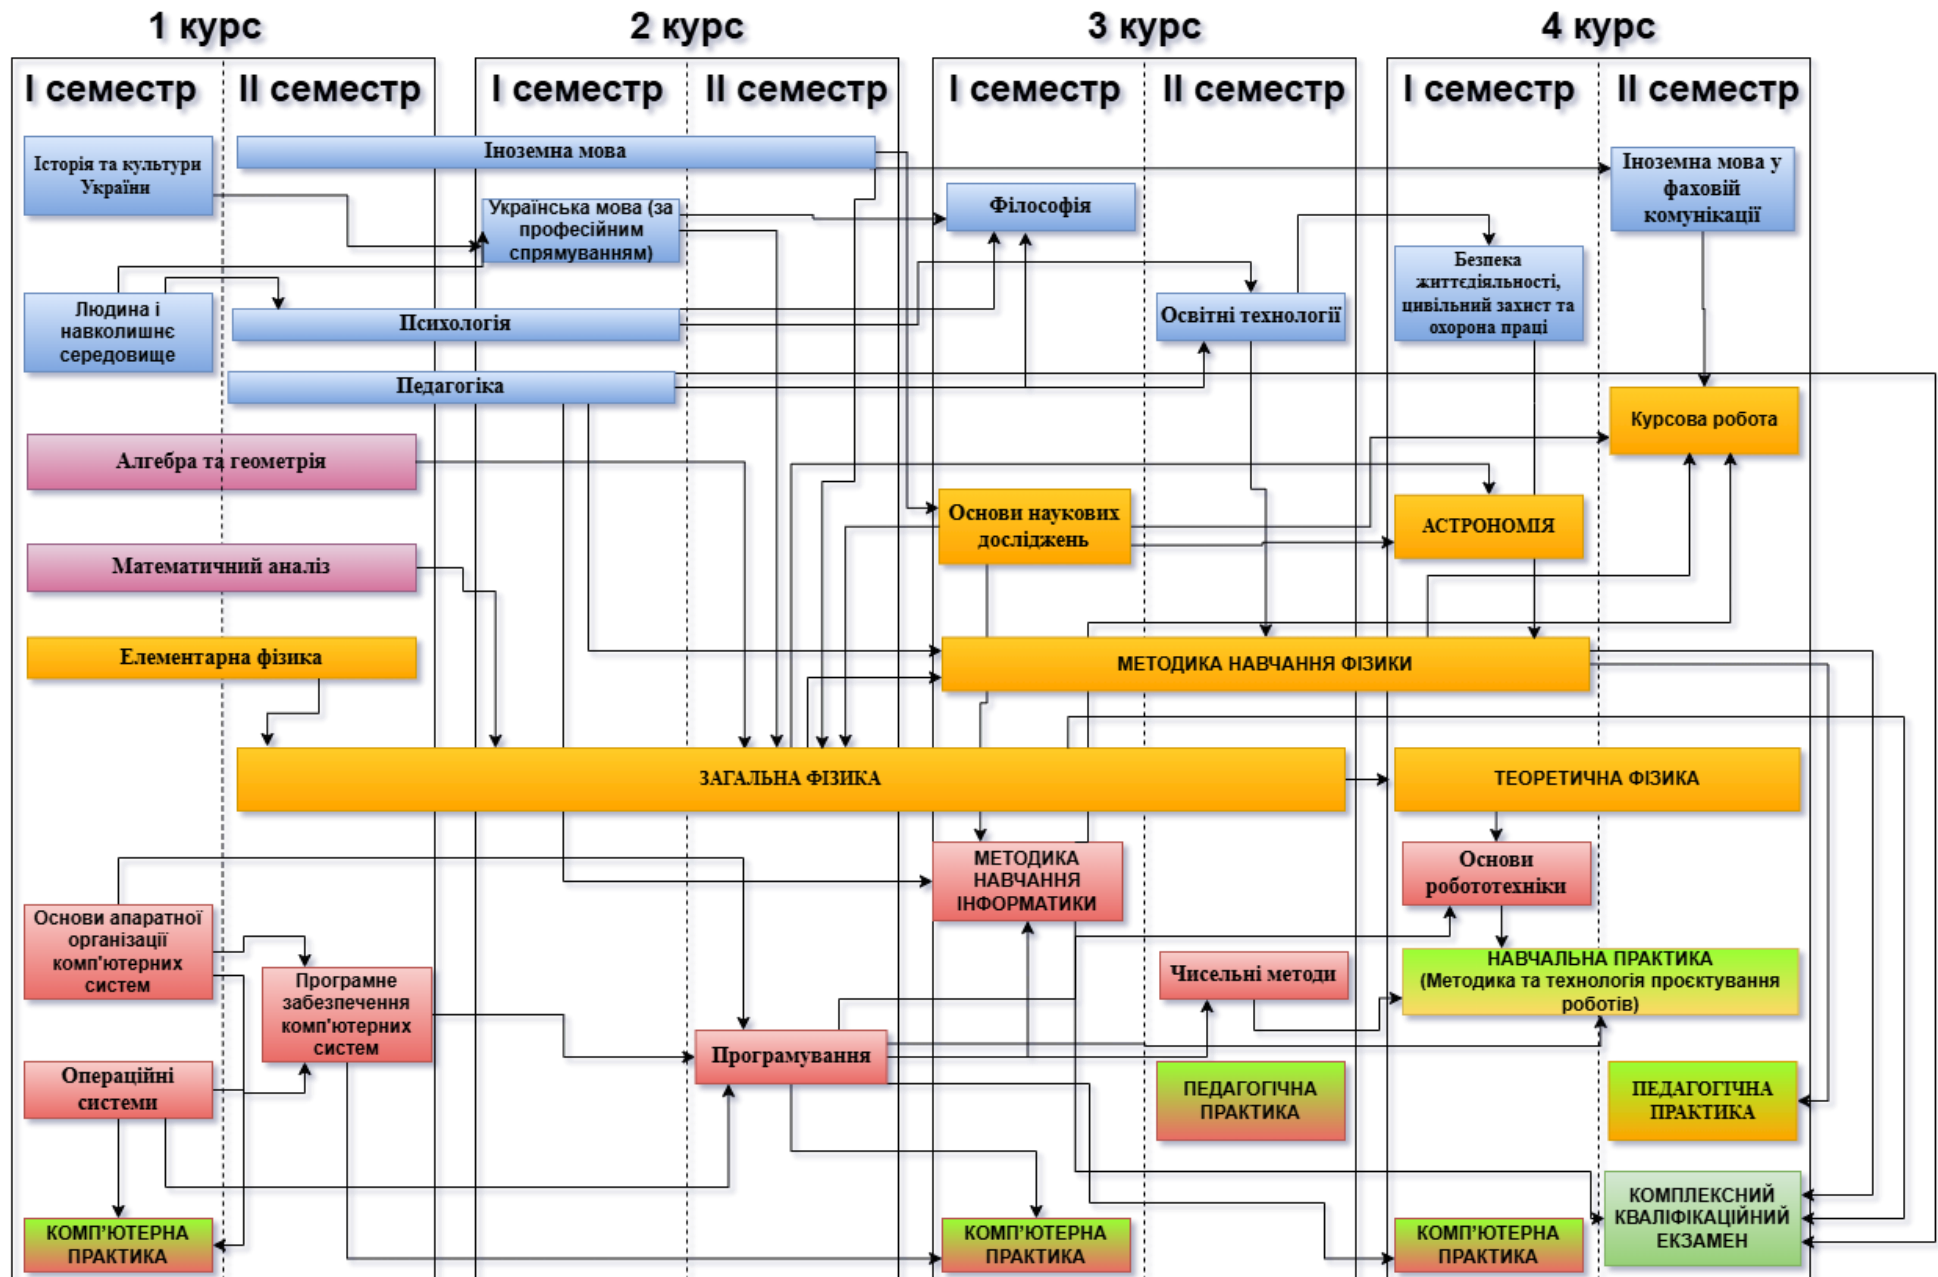 1 курс
2 курс
3 курс
4 курс
I семестр
II семестр
I семестр
II семестр
I семестр
II семестр
I семестр
II семестр
Історія та культури
України
Іноземна мова
Іноземна мова у
фаховій
комунікації
Українська мова (за
професійним
спрямуванням)
Філософія
Безпека
життєдіяльності,
цивільний захист та
охорона праці
Людина і
навколишнє
середовище
Психологія
Освітні технології
Педагогіка
Курсова робота
Алгебра та геометрія
Основи наукових
досліджень
АСТРОНОМІЯ
Математичний аналіз
Елементарна фізика
МЕТОДИКА НАВЧАННЯ ФІЗИКИ
ЗАГАЛЬНА ФІЗИКА
ТЕОРЕТИЧНА ФІЗИКА
МЕТОДИКА
НАВЧАННЯ
ІНФОРМАТИКИ
Основи
робототехніки
Основи апаратної
організації
комп'ютерних
систем
Програмне
забезпечення
комп'ютерних
систем
Чисельні методи
НАВЧАЛЬНА ПРАКТИКА
(Методика та технологія проєктування
роботів)
Програмування
Операційні
системи
ПЕДАГОГІЧНА
ПРАКТИКА
ПЕДАГОГІЧНА
ПРАКТИКА
КОМП'ЮТЕРНА
ПРАКТИКА
КОМП'ЮТЕРНА
ПРАКТИКА
КОМП'ЮТЕРНА
ПРАКТИКА
КОМПЛЕКСНИЙ
КВАЛІФІКАЦІЙНИЙ
ЕКЗАМЕН